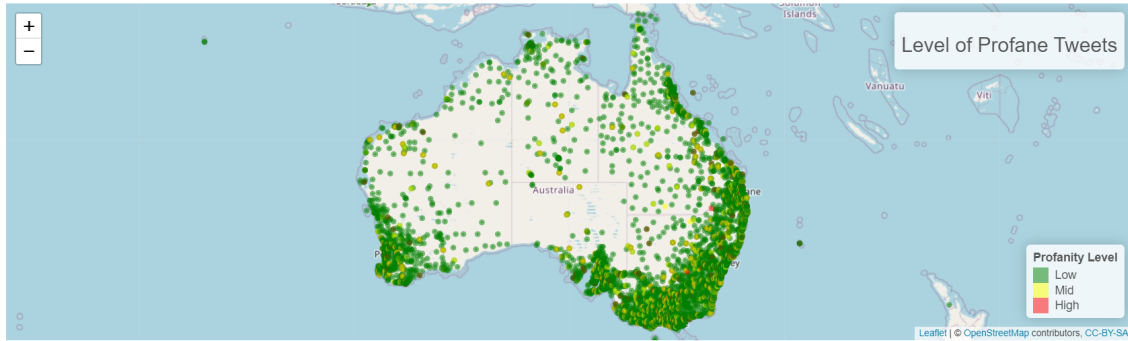 +
−
Solomon
Islands
Level of Profane Tweets
Vanuatu
Viti
Australia
Profanity Level
Low
Mid
High
Leaflet | © OpenStreetMap contributors, CC-BY-SA